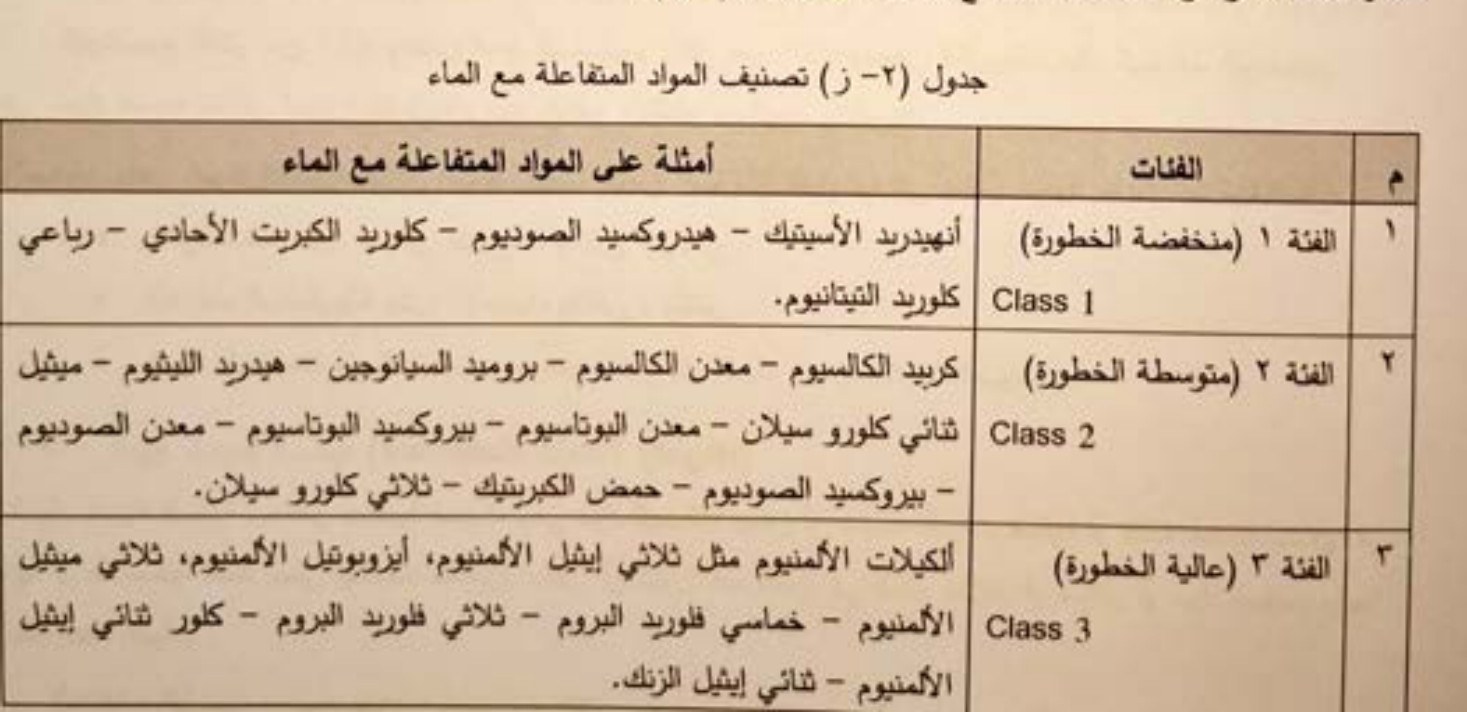 جدول (٢- ز) تصنيف المواد المتفاعلة مع الماء
م الفئات أمثلة على المواد المتفاعلة مع الماء
١ الفئة ١ (منخفضة الخطورة) أنهيدريد الأسيتيك – هيدروكسيد الصوديوم – كلوريد الكبريت الأحادي – رباعي
Class 1 كلوريد التيتانيوم.
٢ الفئة ٢ (متوسطة الخطورة) كربيد الكالسيوم – معدن الكالسيوم – بروميد السيانوجين – هيدريد الليثيوم – ميثيل
Class 2 ثنائي كلورو سيلان – معدن البوتاسيوم – بيروكسيد البوتاسيوم – معدن الصوديوم
– بيروكسيد الصوديوم – حمض الكبريتيك – ثلاثي كلورو سيلان.
٣ الفئة ٣ (عالية الخطورة) ألكيلات الألمنيوم مثل ثلاثي إيثيل الألمنيوم، أيزوبوتيل الألمنيوم، ثلاثي ميثيل
Class 3 الألمنيوم – خماسي فلوريد البروم – ثلاثي فلوريد البروم – كلور ثنائي إيثيل
الألمنيوم – ثنائي إيثيل الزنك.